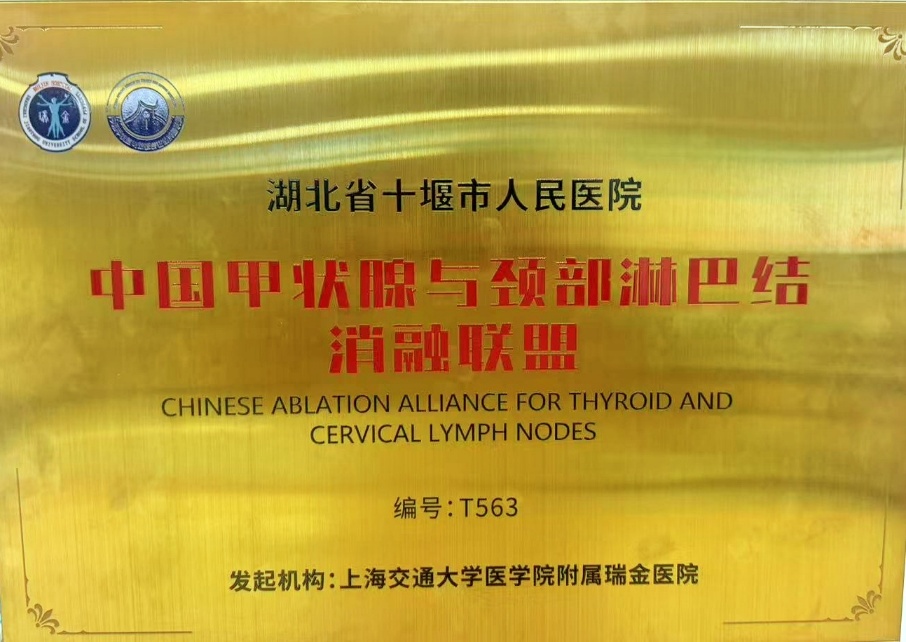 瑞金
湖北省十堰市人民医院
中国甲状腺与颈部淋巴结
消融联盟
CHINESE ABLATION ALLIANCE FOR THYROID AND
CERVICAL LYMPH NODES
编号:T563
发起机构:上海交通大学医学院附属瑞金医院